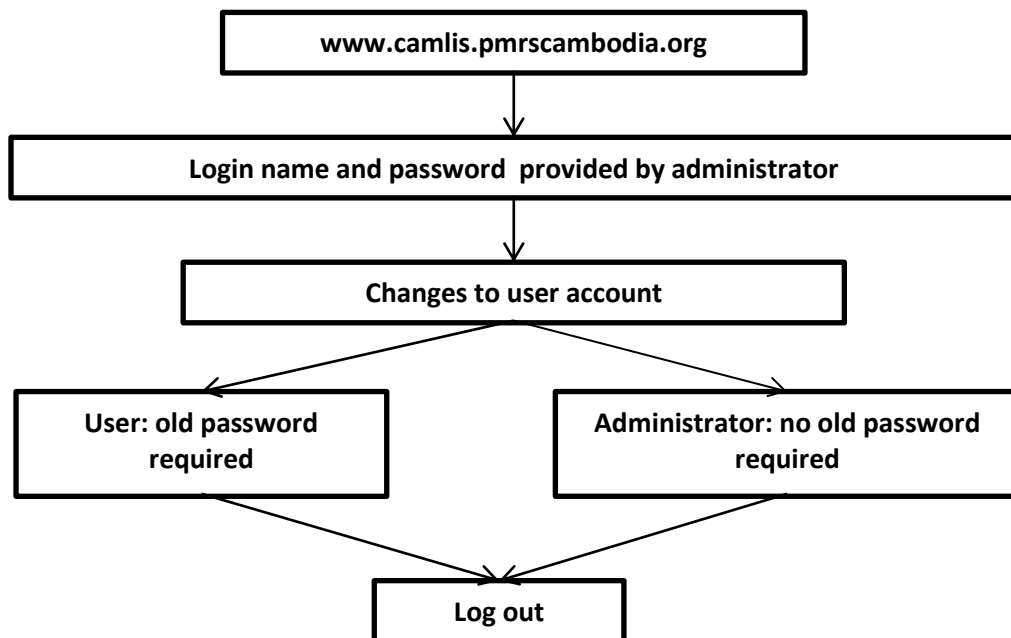 www.camlis.pmrscambodia.org
Login name and password provided by administrator
Changes to user account
User: old password
required
Administrator: no old password
required
Log out